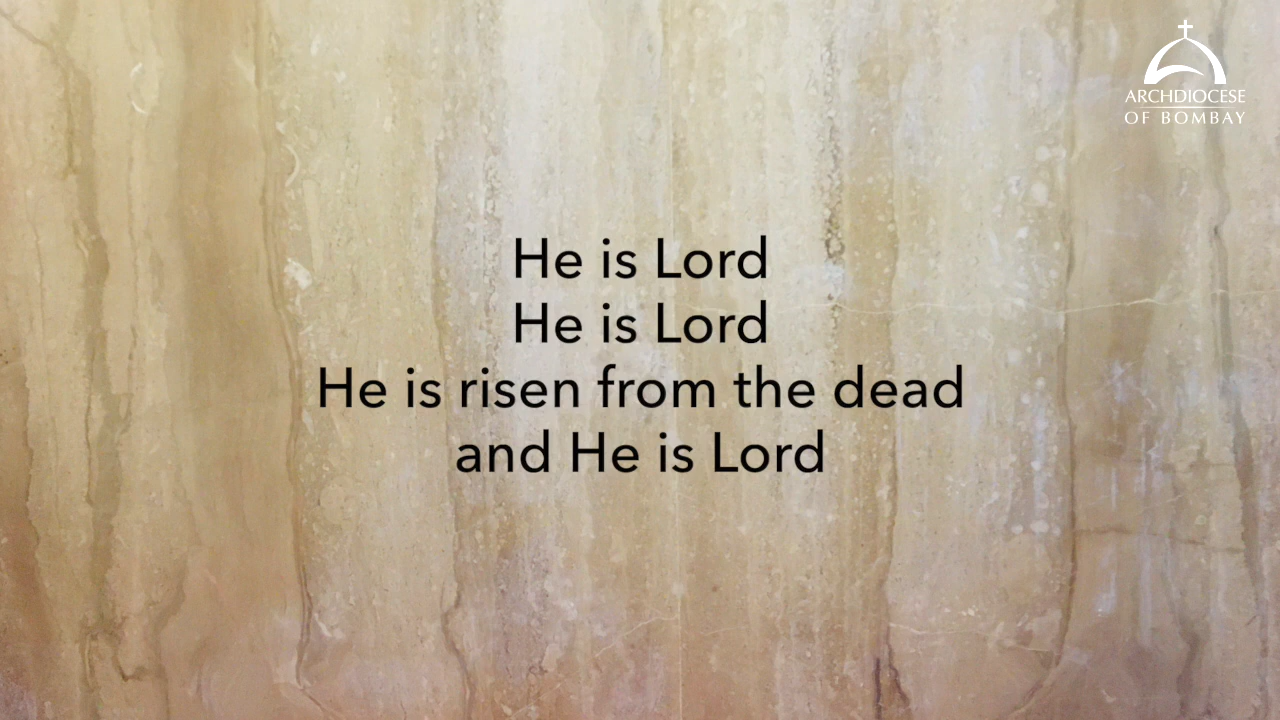 ARCHDIOCESE
OF BOMBAY
He is Lord
He is Lord
He is risen from the dead
and He is Lord